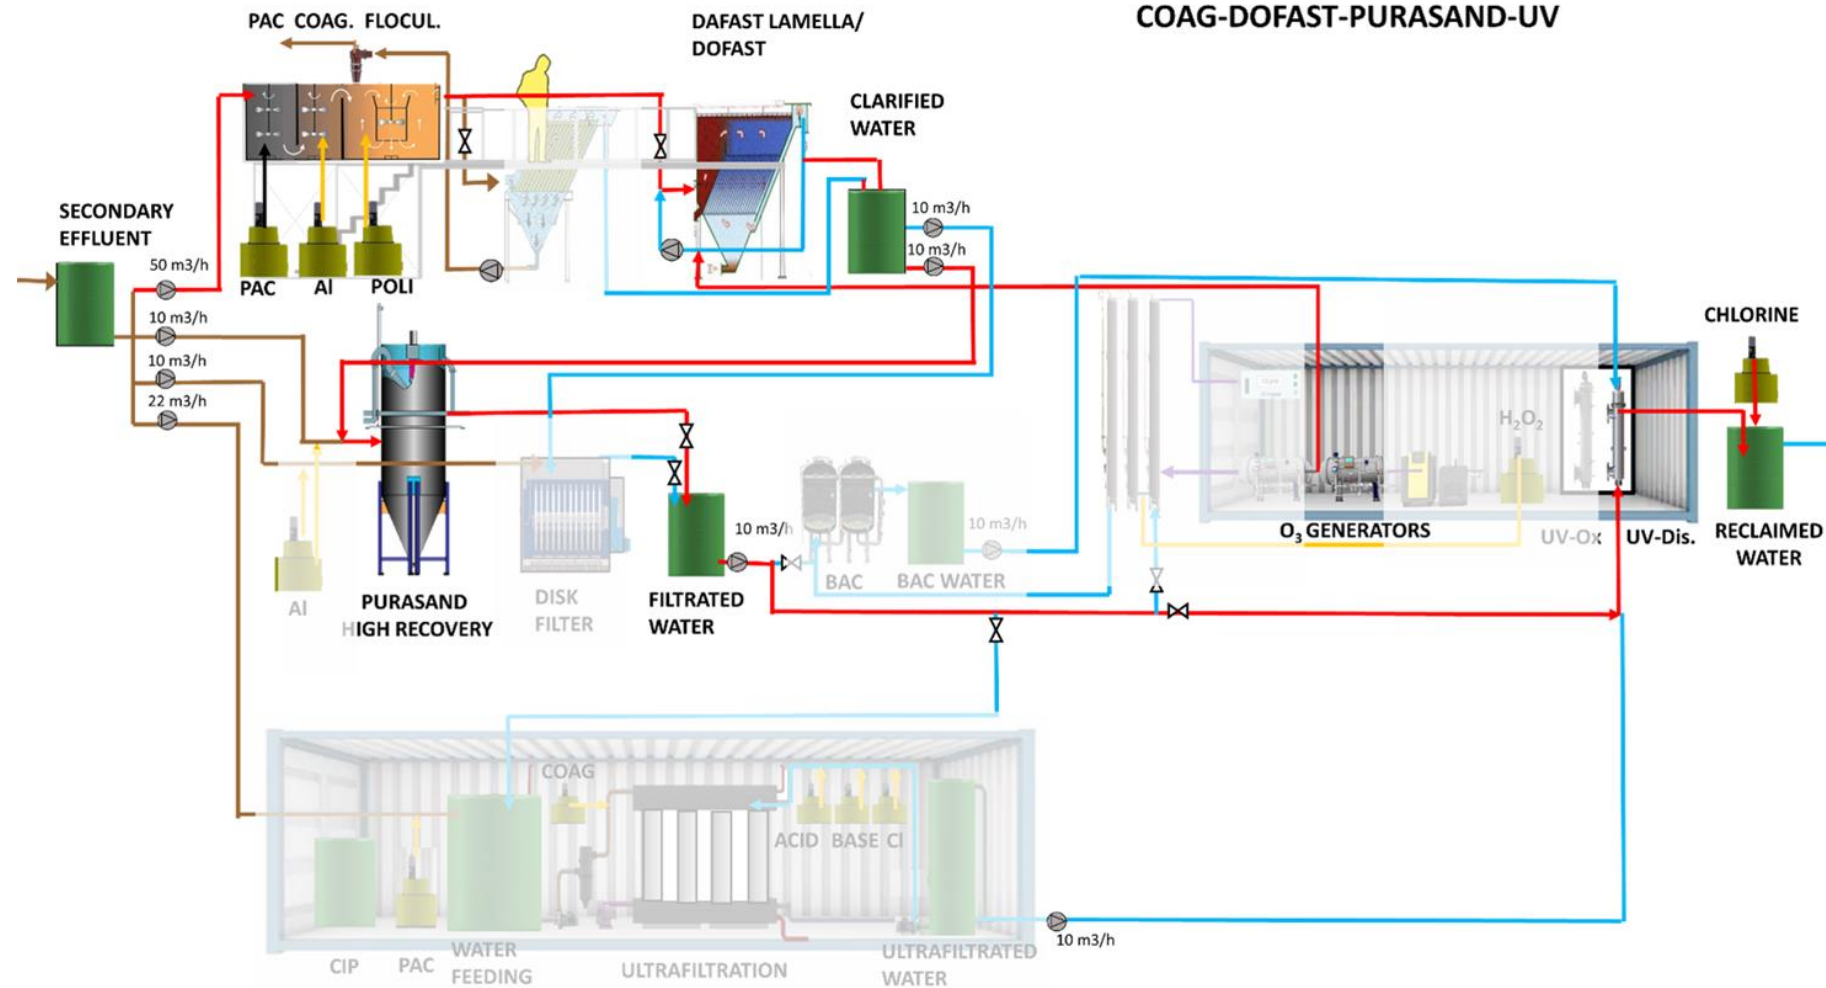 COAG-DOFAST-PURASAND-UV
PAC COAG. FLOCUL.
DAFAST LAMELLA/
DOFAST
CLARIFIED
WATER
SECONDARY
EFFLUENT
50 m3/h
PAC
Al
POLI
10 m3/h
10 m3/h
10 m3/h
10 m3/h
22 m3/h
CHLORINE
H2O2
O3 GENERATORS
UV-Ox
UV-Dis.
RECLAIMED
WATER
Al
PURASAND
HIGH RECOVERY
DISK
FILTER
FILTRATED
WATER
10 m3/h
BAC
BAC WATER
10 m3/h
COAG
ACID
BASE
Cl
CIP
PAC
WATER
FEEDING
ULTRAFILTRATION
ULTRAFILTRATED
WATER
10 m3/h